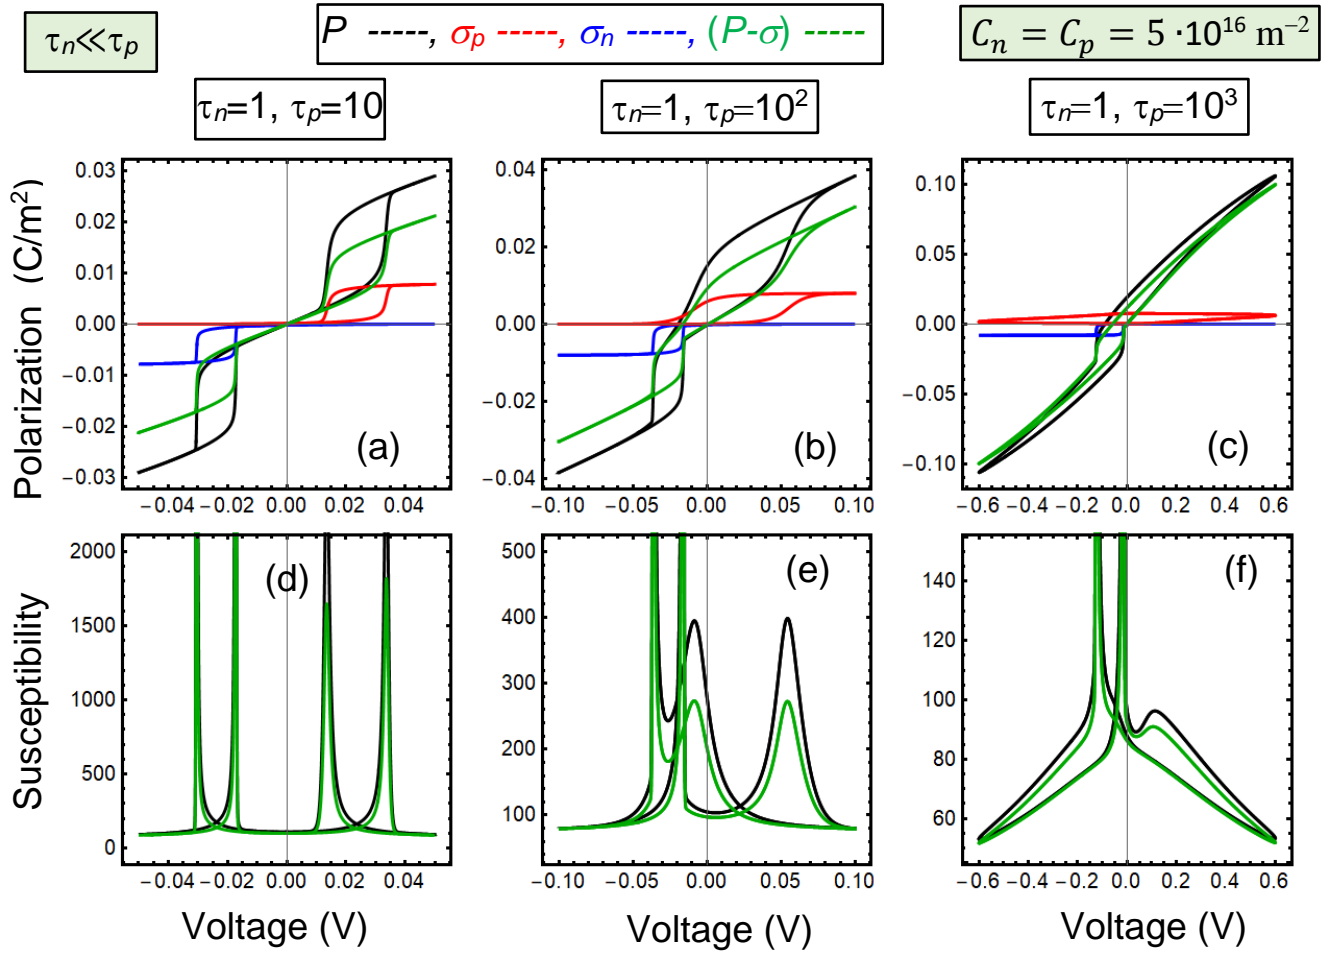 τn≪τp
P -----, σp -----, σn -----, (P-σ) -----
Cn = Cp = 5 ·10^16 m^−2
τn=1, τp=10
τn=1, τp=10^2
τn=1, τp=10^3
Polarization (C/m^2)
0.03
0.02
0.01
0.00
−0.01
−0.02
−0.03
(a)
−0.04 −0.02 0.00 0.02 0.04
0.04
0.02
0.00
−0.02
−0.04
(b)
−0.10 −0.05 0.00 0.05 0.10
0.10
0.05
0.00
−0.05
−0.10
(c)
−0.6 −0.4 −0.2 0.0 0.2 0.4 0.6
Susceptibility
2000
1500
1000
500
0
(d)
−0.04 −0.02 0.00 0.02 0.04
Voltage (V)
500
400
300
200
100
(e)
−0.10 −0.05 0.00 0.05 0.10
Voltage (V)
140
120
100
80
60
(f)
−0.6 −0.4 −0.2 0.0 0.2 0.4 0.6
Voltage (V)